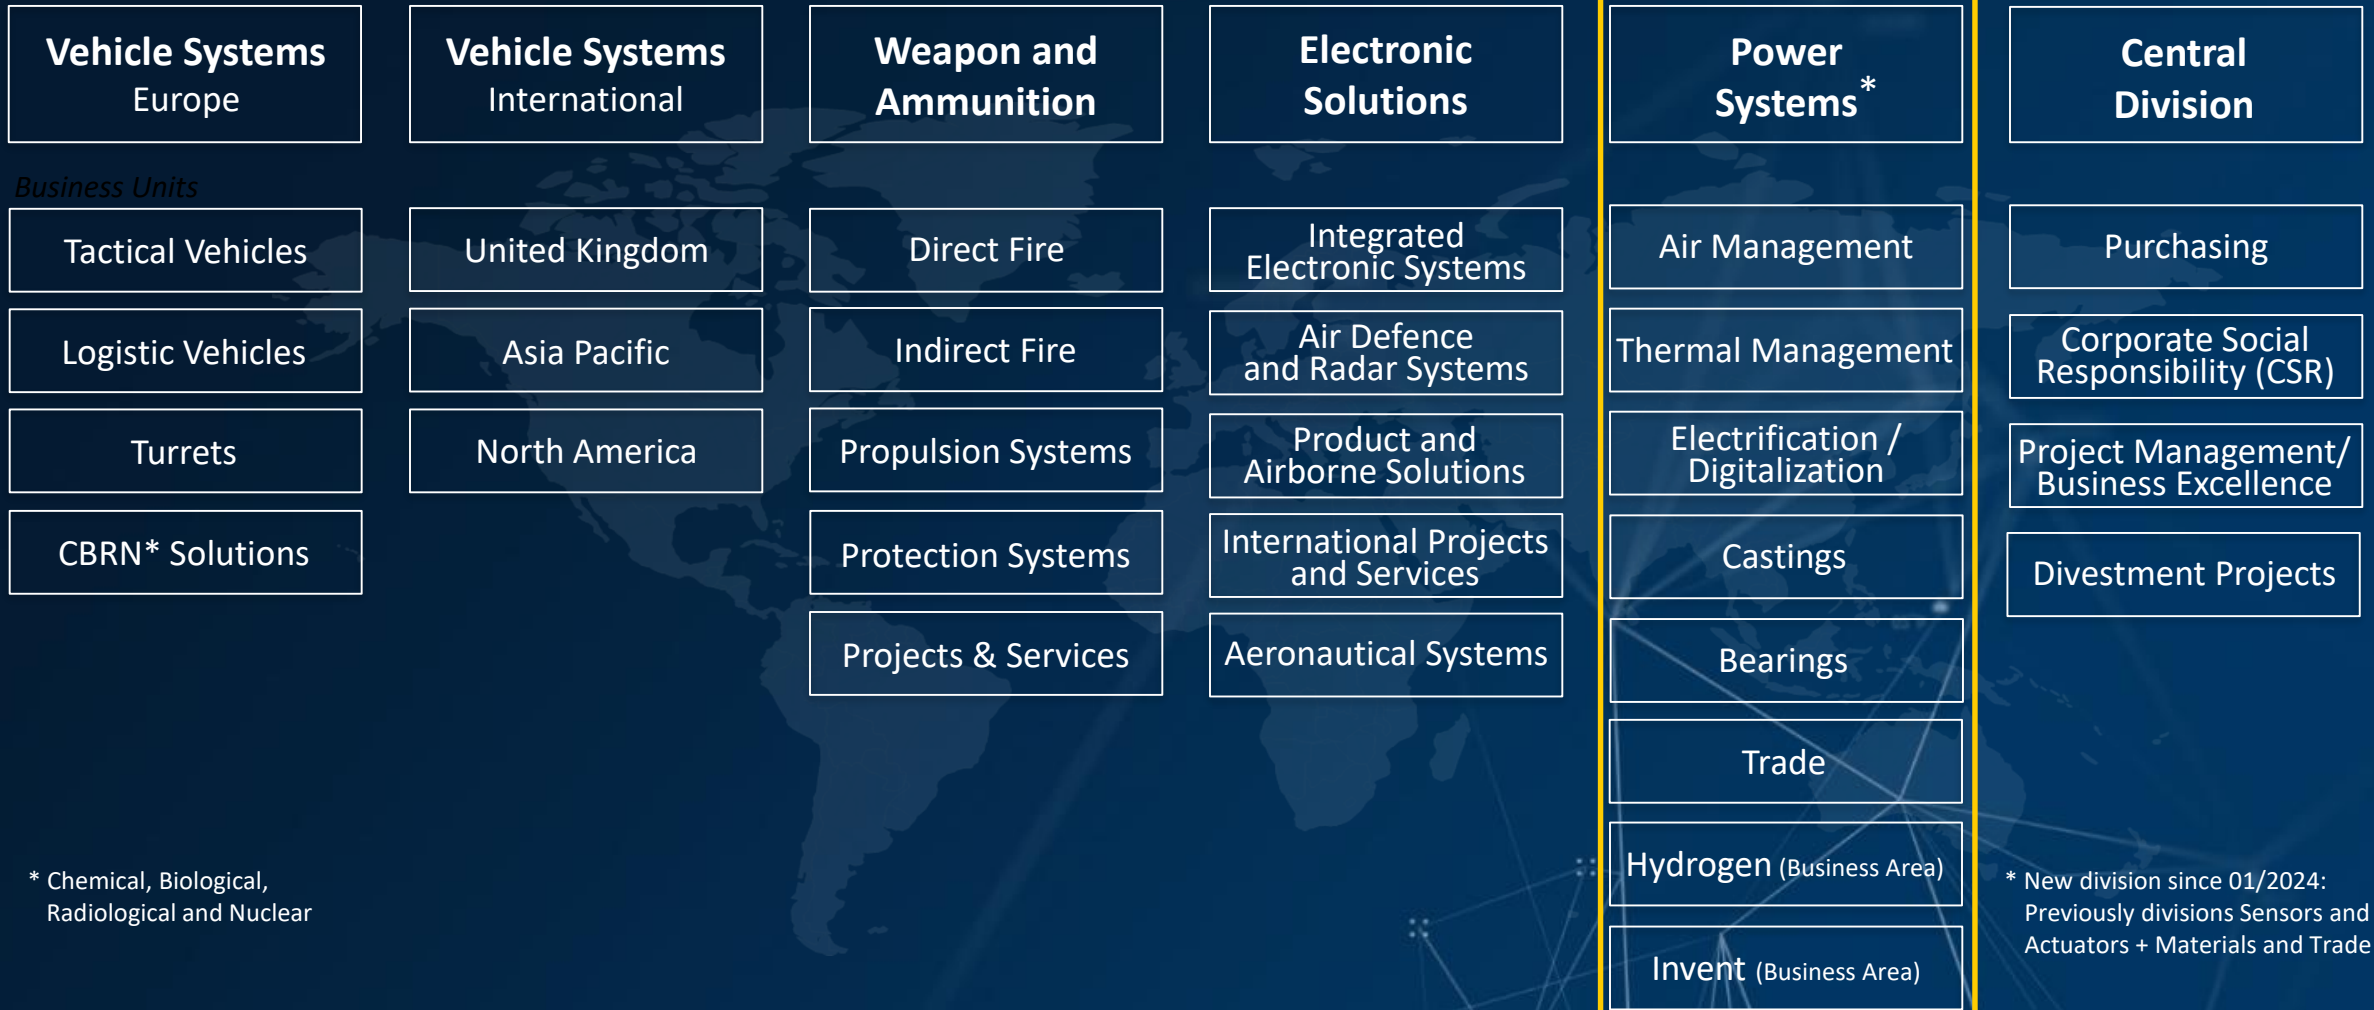 Vehicle Systems
Europe
Vehicle Systems
International
Weapon and
Ammunition
Electronic
Solutions
Power
Systems*
Central
Division
Business Units
Tactical Vehicles
Logistic Vehicles
Turrets
CBRN* Solutions
United Kingdom
Asia Pacific
North America
Direct Fire
Indirect Fire
Propulsion Systems
Protection Systems
Projects & Services
Integrated
Electronic Systems
Air Defence
and Radar Systems
Product and
Airborne Solutions
International Projects
and Services
Aeronautical Systems
Air Management
Thermal Management
Electrification /
Digitalization
Castings
Bearings
Trade
Hydrogen (Business Area)
Invent (Business Area)
Purchasing
Corporate Social
Responsibility (CSR)
Project Management/
Business Excellence
Divestment Projects
* Chemical, Biological,
Radiological and Nuclear
* New division since 01/2024:
Previously divisions Sensors and
Actuators + Materials and Trade